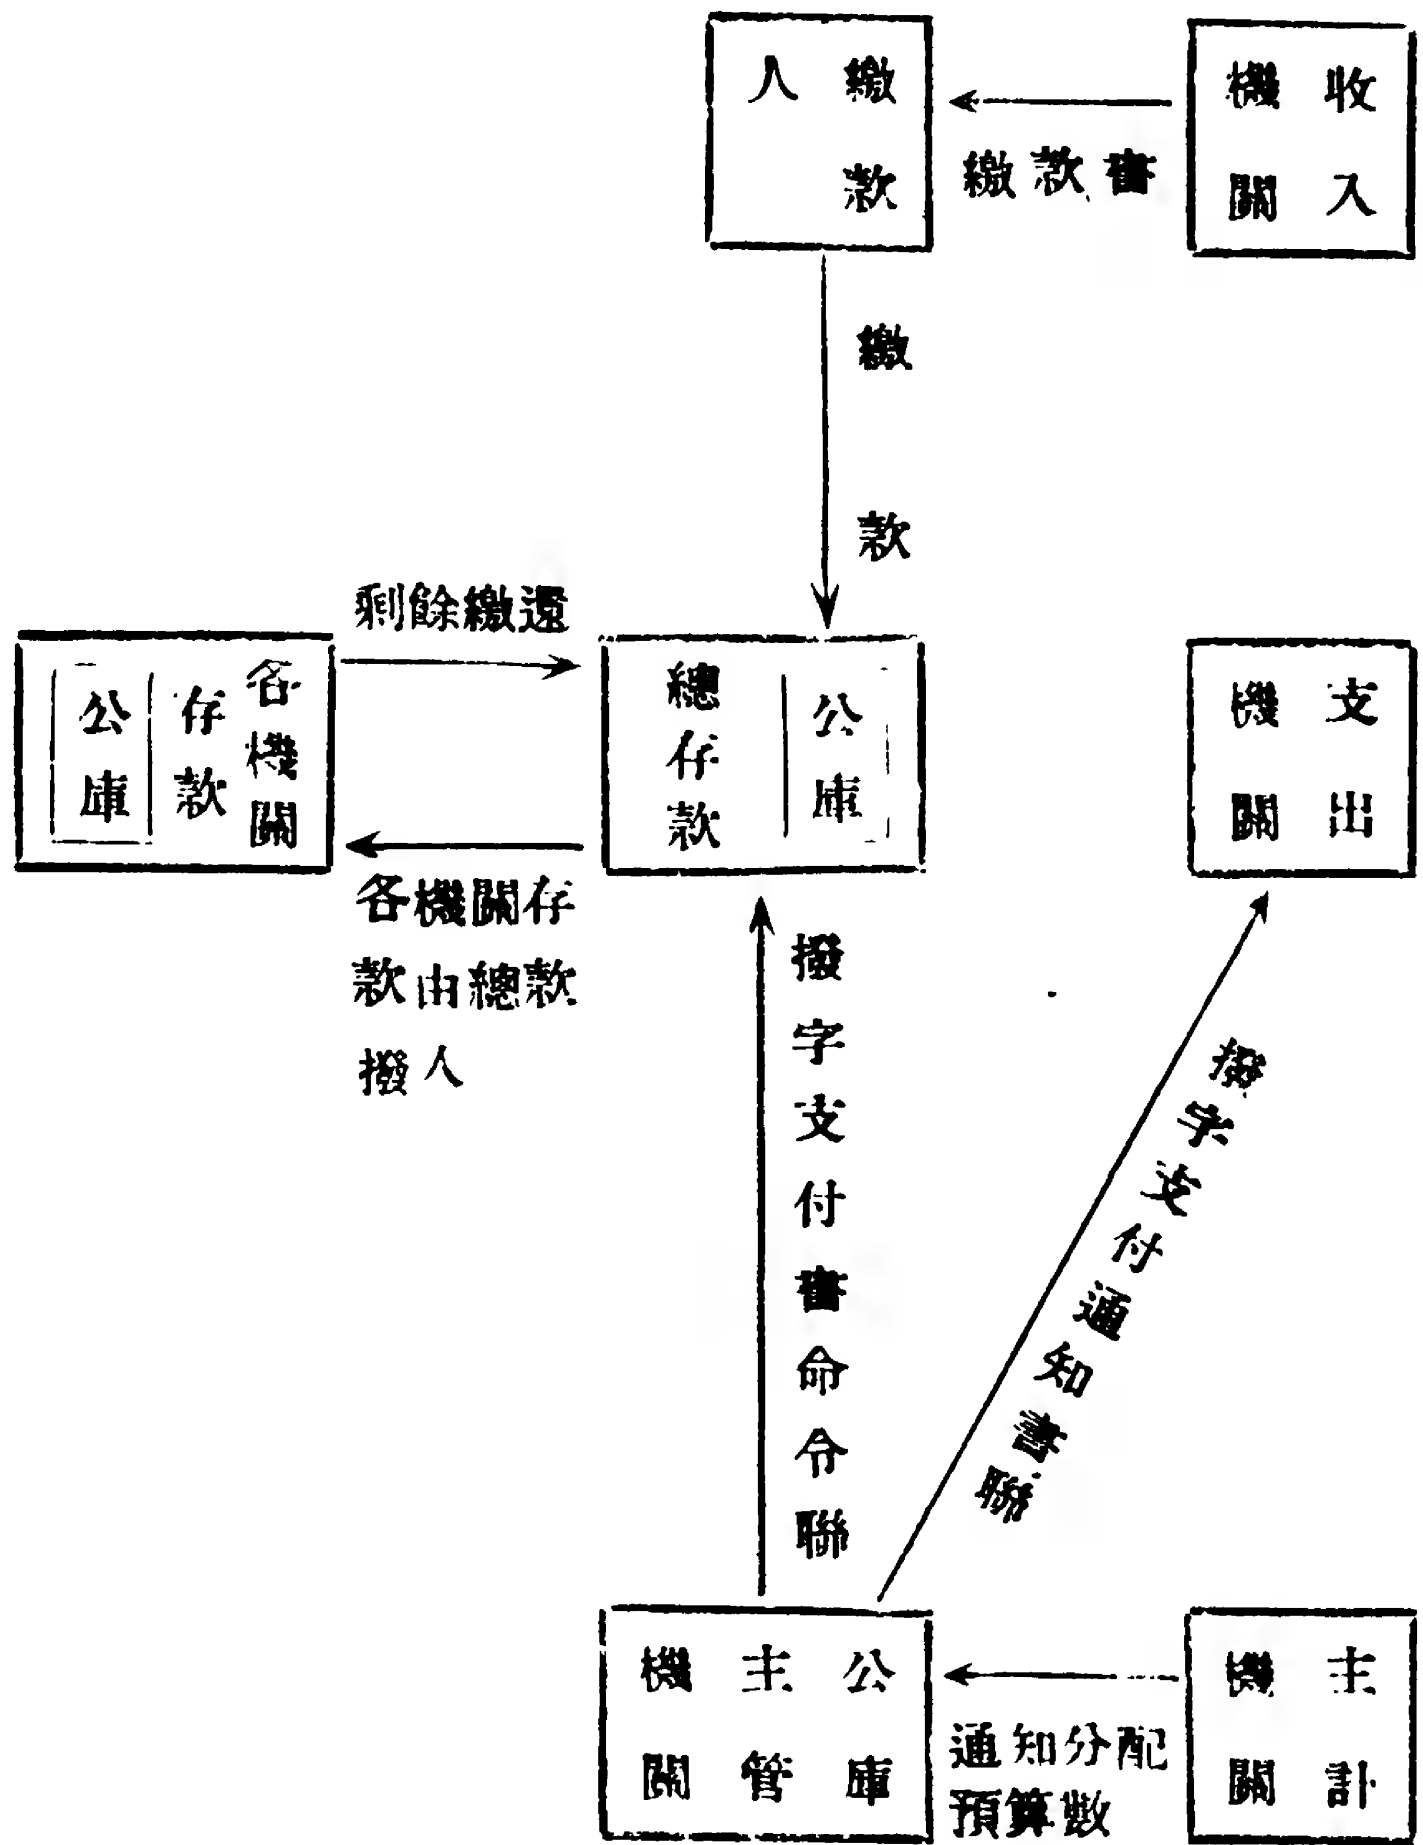 收入機關
繳款書
繳款人
繳款
公庫總存款
剩餘繳還
各機關存款公庫
各機關存
款由總款
撥入
支出機關
撥字支付書命令聯
撥字支付通知書聯
公庫主管機關
通知分配
預算數
主計機關